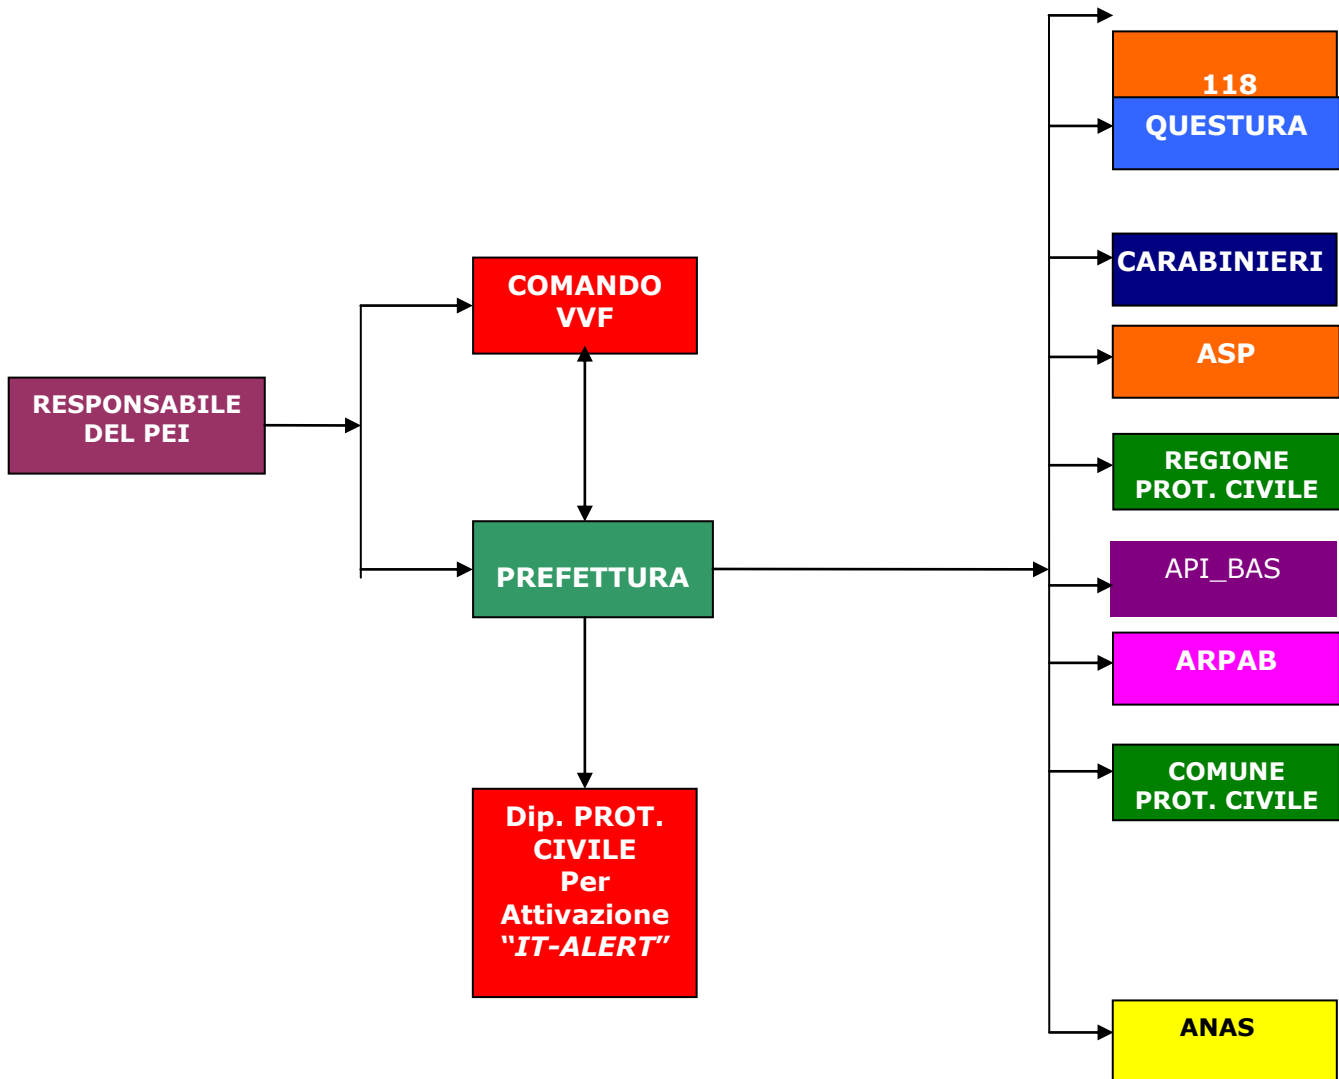 118
QUESTURA
CARABINIERI
COMANDO
VVF
ASP
RESPONSABILE
DEL PEI
REGIONE
PROT. CIVILE
PREFETTURA
API_BAS
ARPAB
COMUNE
PROT. CIVILE
Dip. PROT.
CIVILE
Per
Attivazione
“IT-ALERT”
ANAS